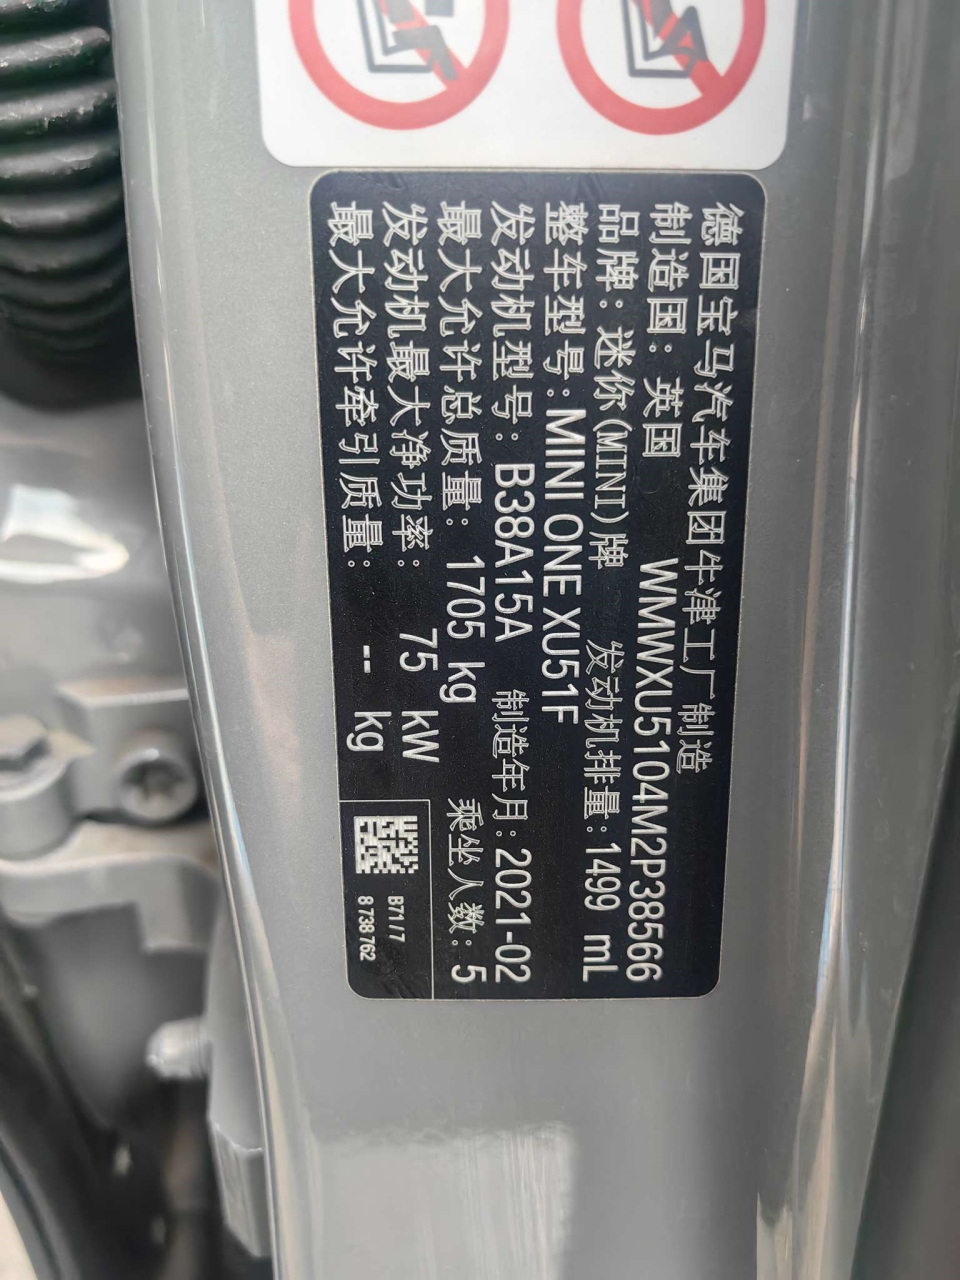 德国宝马汽车集团牛津工厂制造
制造国：英国 WMWXU5104M2P38566
品牌：迷你(MINI)牌 发动机排量：1499 mL
整车型号：MINI ONE XU51F
发动机型号：B38A15A 制造年月：2021-02
最大允许总质量：1705 kg 乘坐人数：5
发动机最大净功率：75 kW
最大允许牵引质量：-- kg
B71 / 7
8 738 762